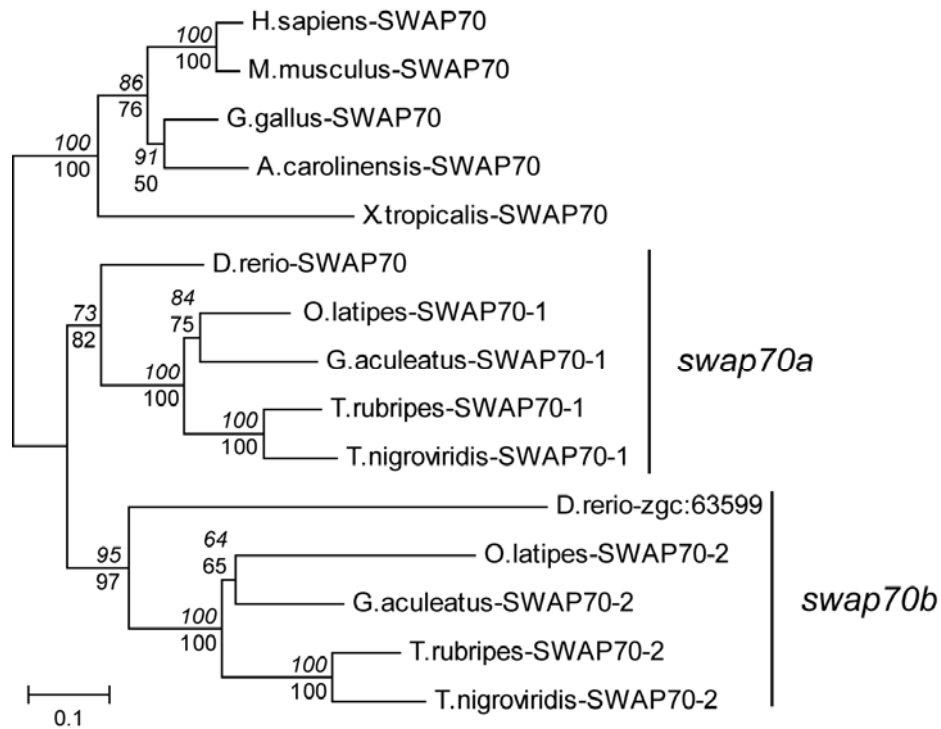 H.sapiens-SWAP70
100
100
M.musculus-SWAP70
86
76
G.gallus-SWAP70
100
100
91
50
A.carolinensis-SWAP70
X.tropicalis-SWAP70
D.rerio-SWAP70
84
75
O.latipes-SWAP70-1
73
82
G.aculeatus-SWAP70-1
swap70a
100
100
T.rubripes-SWAP70-1
100
100
T.nigroviridis-SWAP70-1
D.rerio-zgc:63599
64
65
O.latipes-SWAP70-2
95
97
G.aculeatus-SWAP70-2
swap70b
100
100
T.rubripes-SWAP70-2
100
100
T.nigroviridis-SWAP70-2
0.1